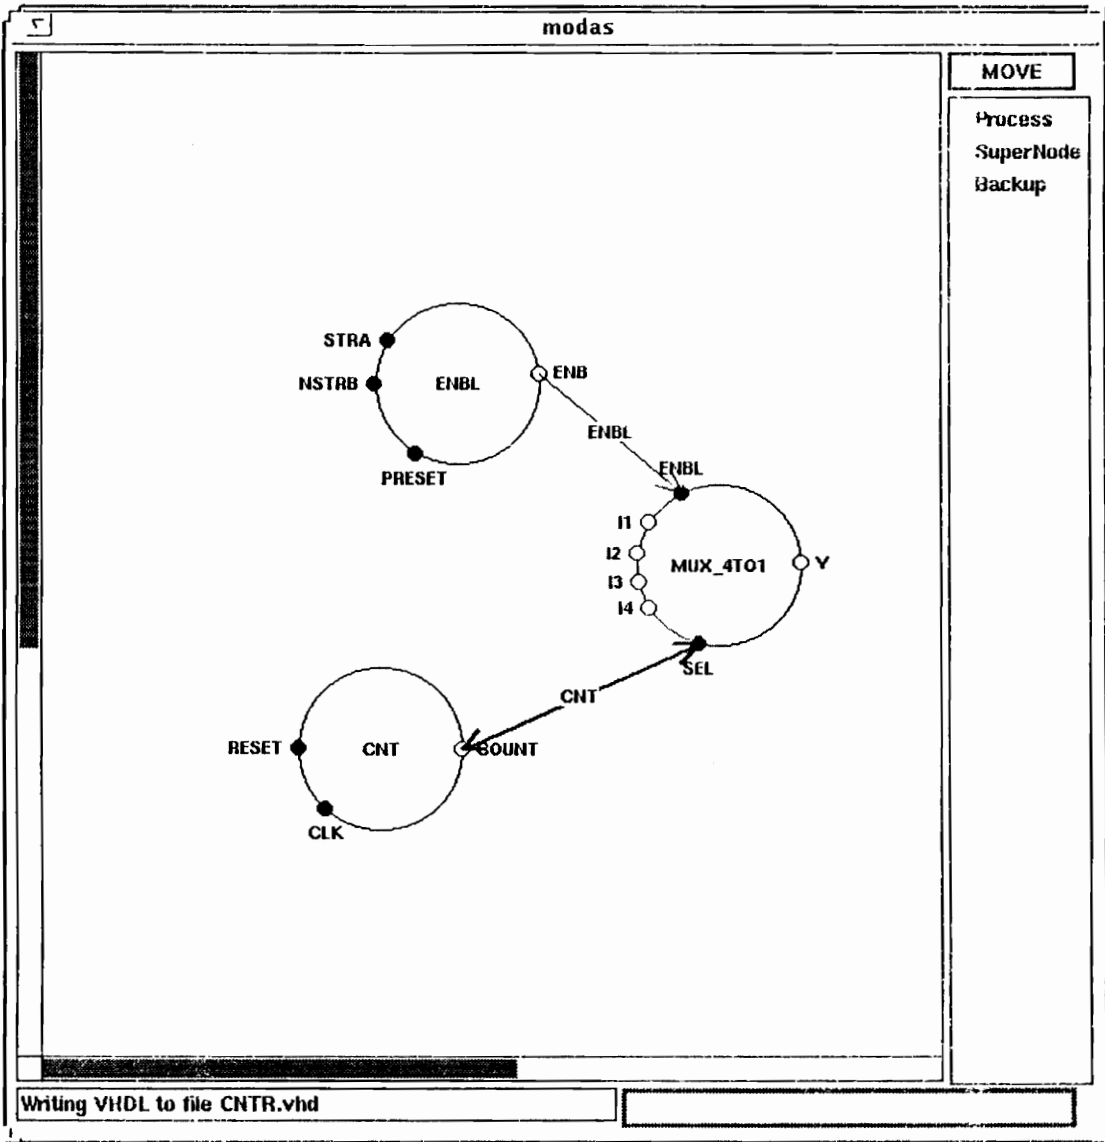 modas
MOVE
Process
SuperNode
Backup
STRA
NSTRB
ENBL
ENB
PRESET
ENBL
ENBL
I1
I2
MUX_4TO1
Y
I3
I4
SEL
CNT
RESET
CNT
COUNT
CLK
Writing VHDL to file CNTR.vhd